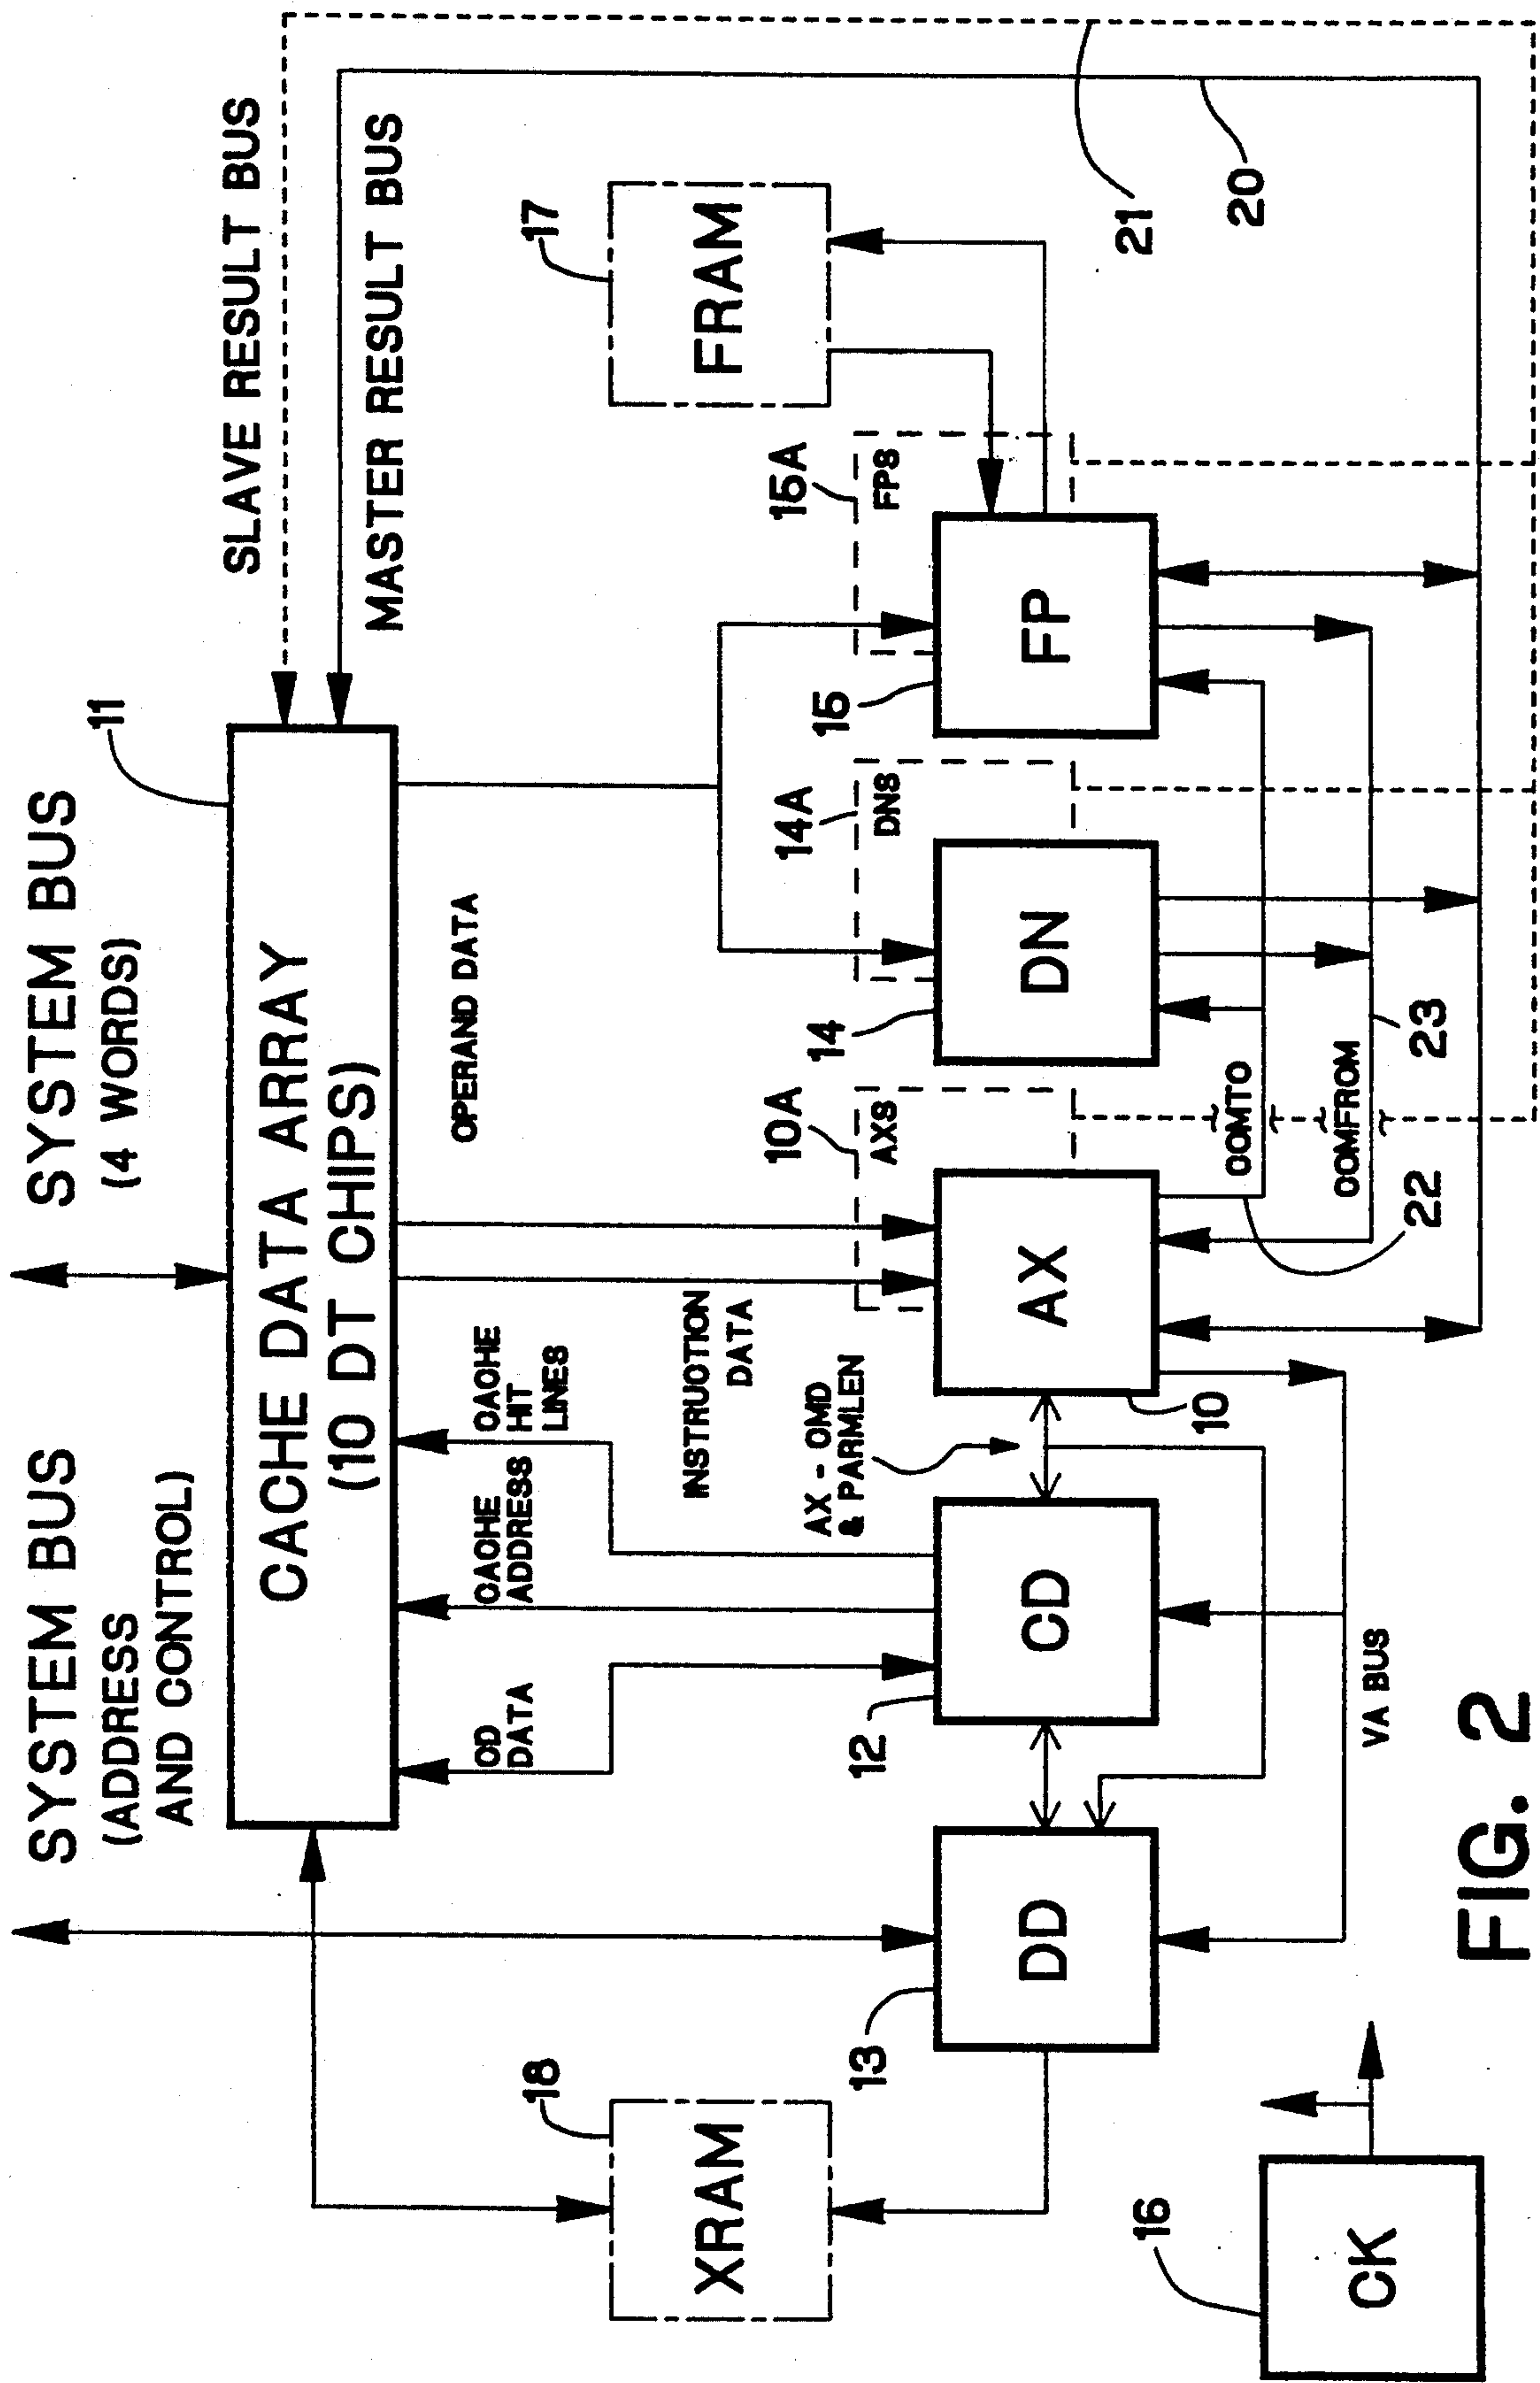 SYSTEM BUS
(ADDRESS
AND CONTROL)
SYSTEM BUS
(4 WORDS)
11
SLAVE RESULT BUS
MASTER RESULT BUS
CACHE DATA ARRAY
(10 DT CHIPS)
18
XRAM
OD
DATA
CACHE
ADDRESS
CACHE
HIT
LINES
OPERAND DATA
INSTRUCTION
DATA
17
FRAM
13
DD
12
CD
AX - OMD
& PARMLEN
10A
AXS
AX
10
14A
DNS
14
DN
15A
FPS
15
FP
16
CK
VA BUS
COMTO
COMFROM
22
23
21
20
FIG. 2